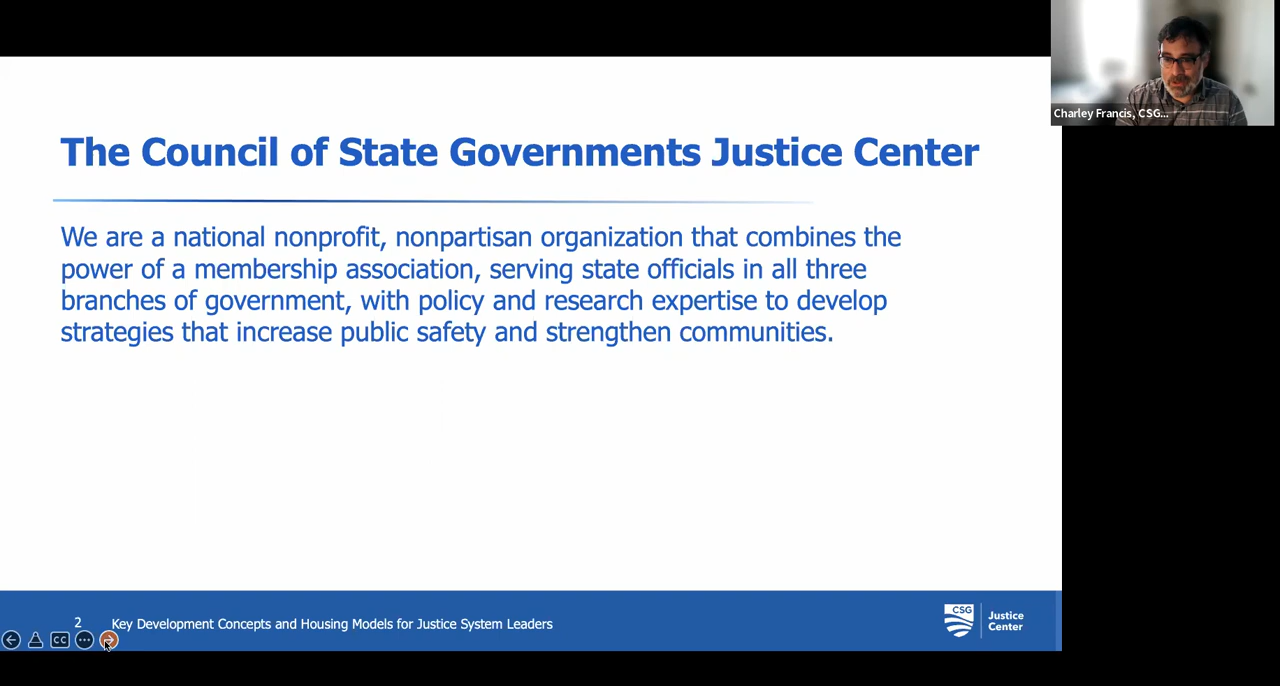 Charley Francis, CSG...
The Council of State Governments Justice Center
We are a national nonprofit, nonpartisan organization that combines the
power of a membership association, serving state officials in all three
branches of government, with policy and research expertise to develop
strategies that increase public safety and strengthen communities.
2
Key Development Concepts and Housing Models for Justice System Leaders
CSG
Justice
Center
CC